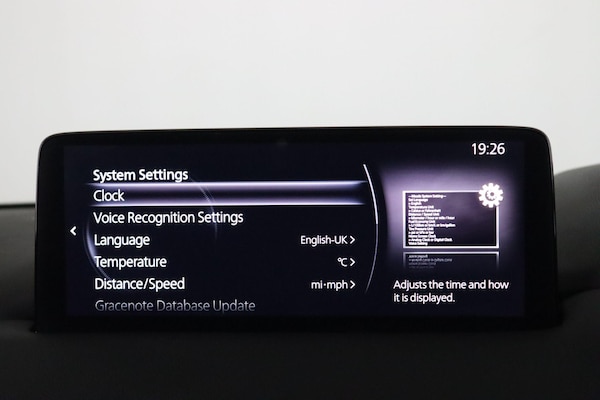 19:26
System Settings
Clock
Voice Recognition Settings
Language English-UK
Temperature °C
Distance/Speed mi·mph
Gracenote Database Update
Adjusts the time and how
it is displayed.